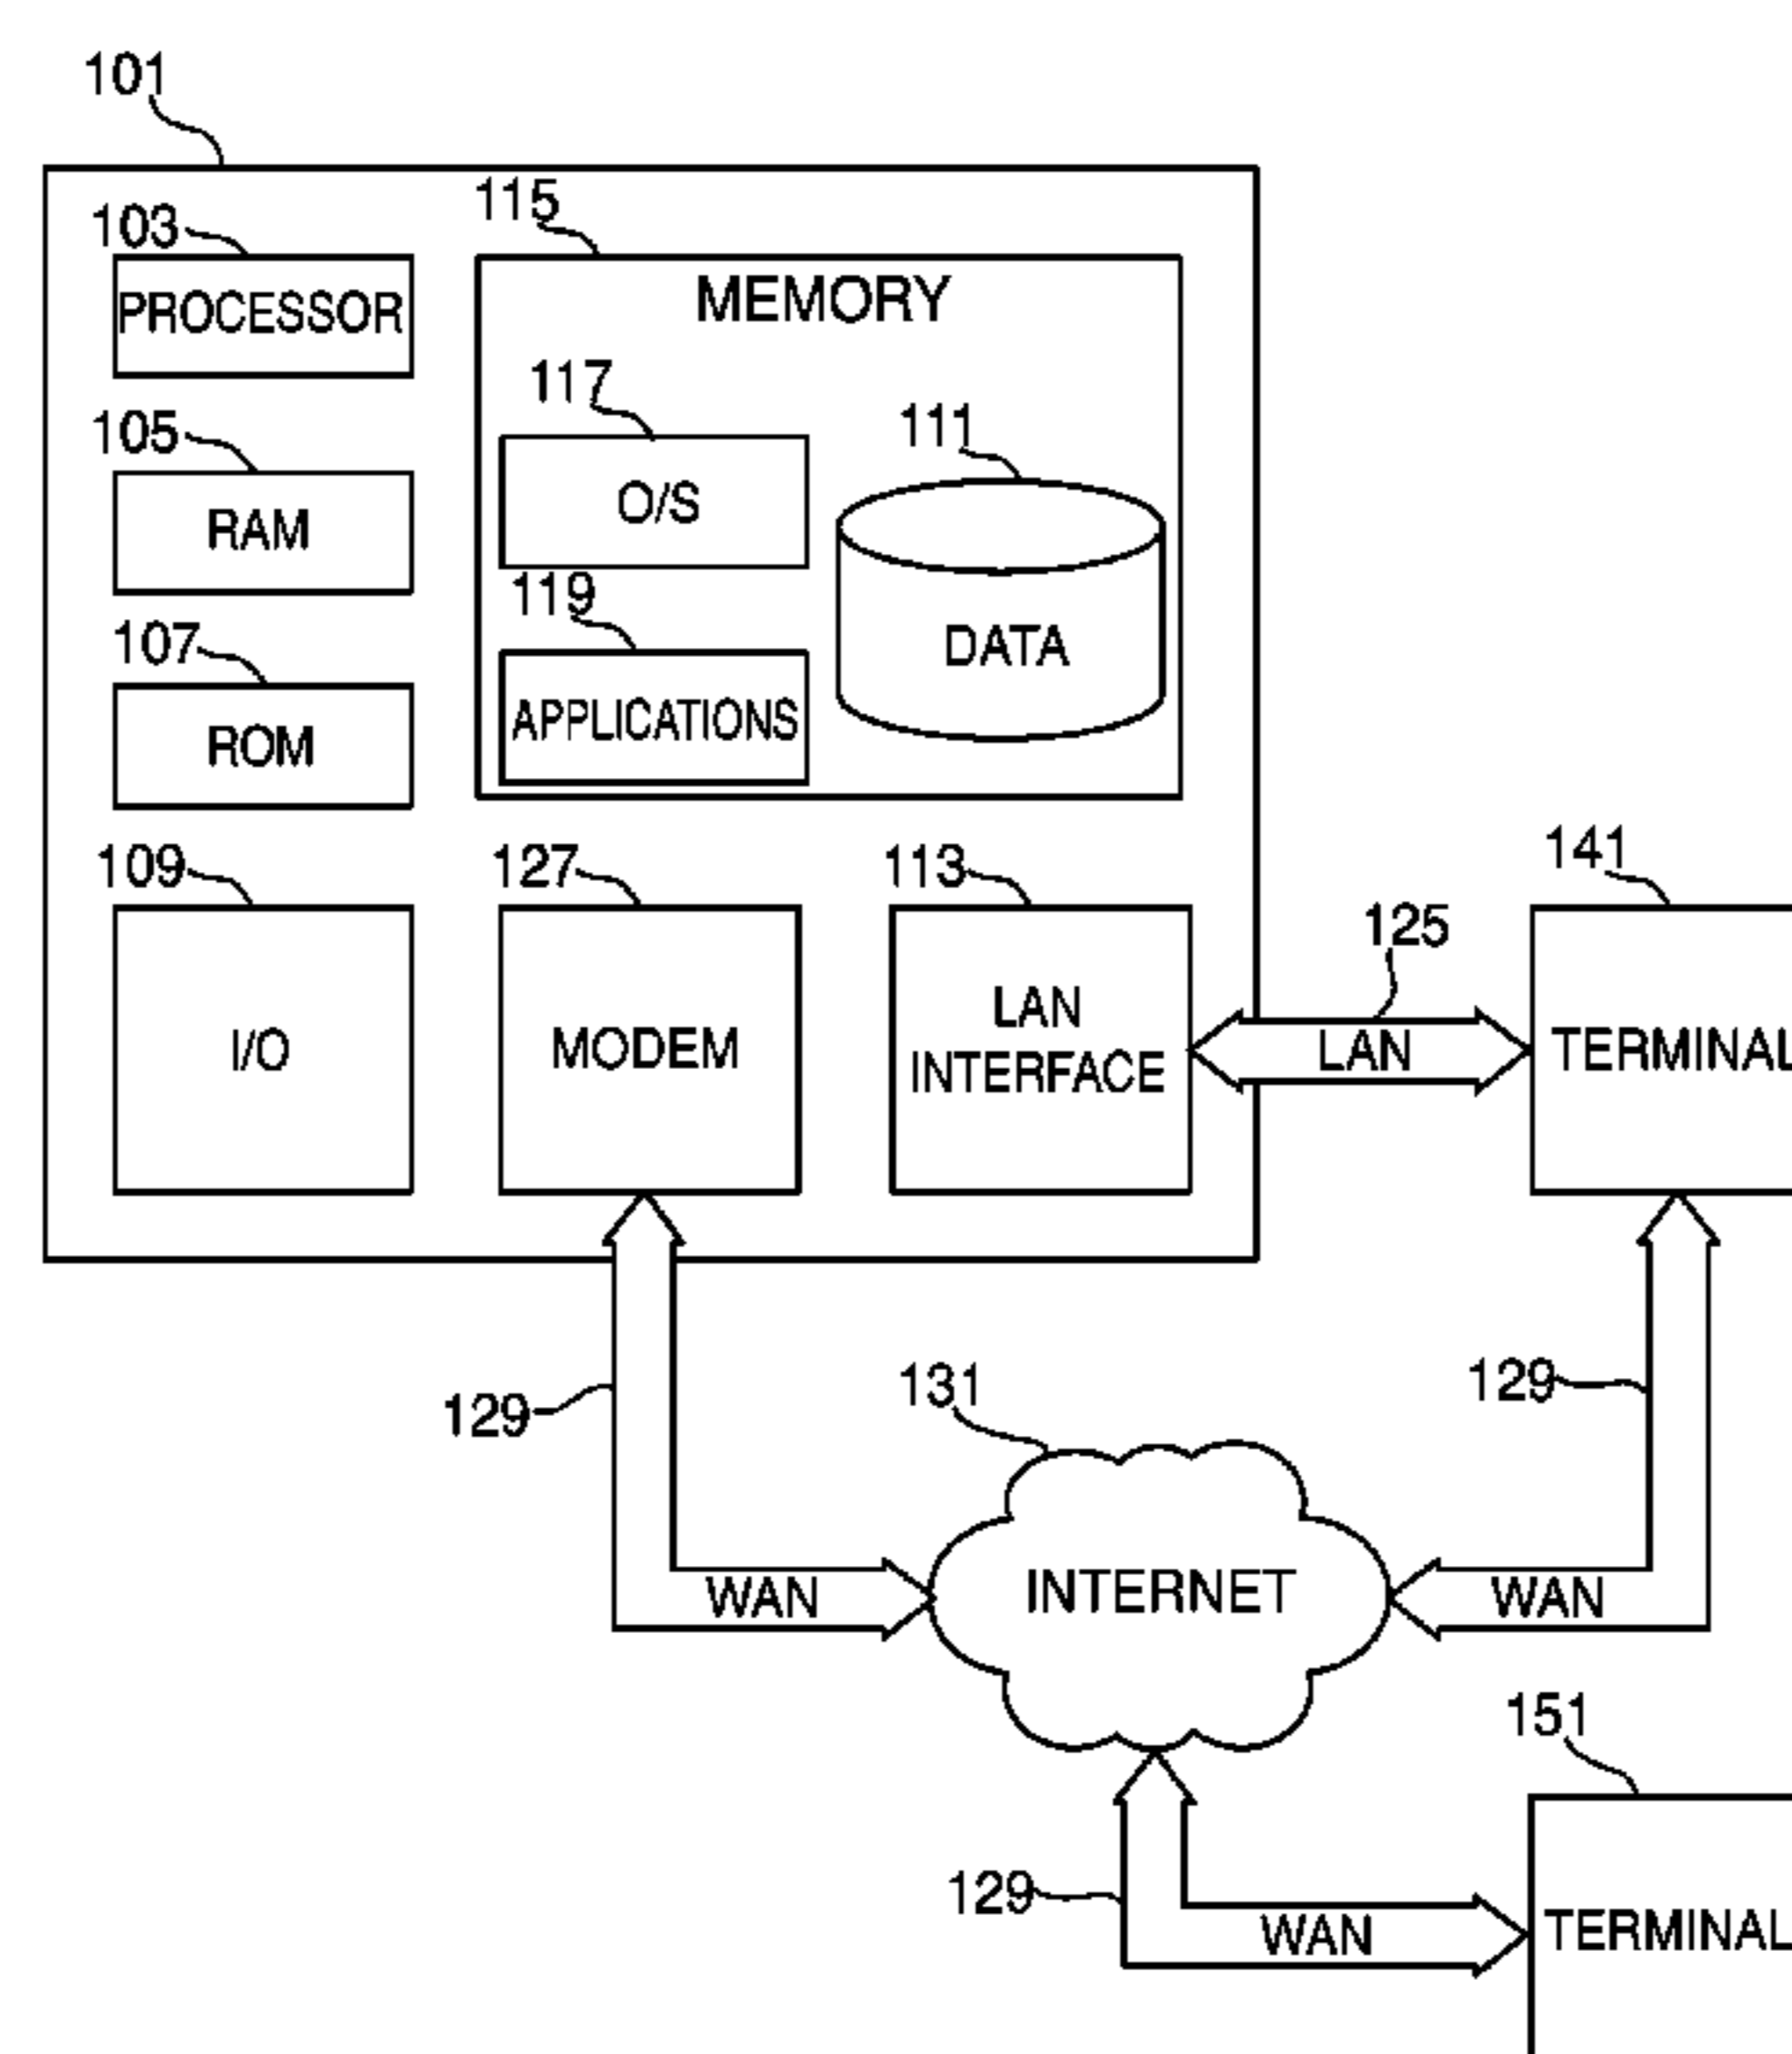 101
103
PROCESSOR
105
RAM
107
ROM
109
I/O
115
MEMORY
117
O/S
111
DATA
119
APPLICATIONS
127
MODEM
113
LAN
INTERFACE
125
LAN
141
TERMINAL
129
WAN
131
INTERNET
129
WAN
129
WAN
151
TERMINAL